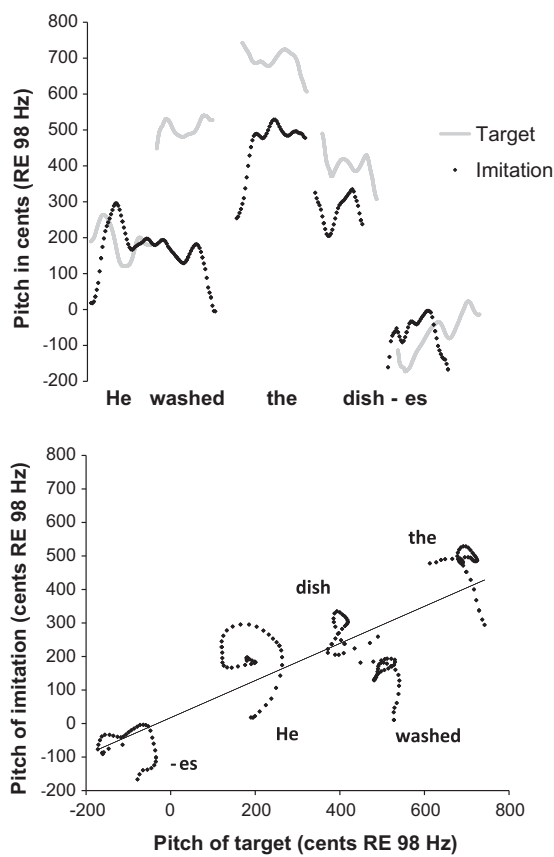 Pitch in cents (RE 98 Hz)
800
700
600
500
400
300
200
100
0
-100
-200
Target
Imitation
He washed the dish - es
Pitch of imitation (cents RE 98 Hz)
800
700
600
500
400
300
200
100
0
-100
-200
the
dish
He
washed
- es
-200 0 200 400 600 800
Pitch of target (cents RE 98 Hz)